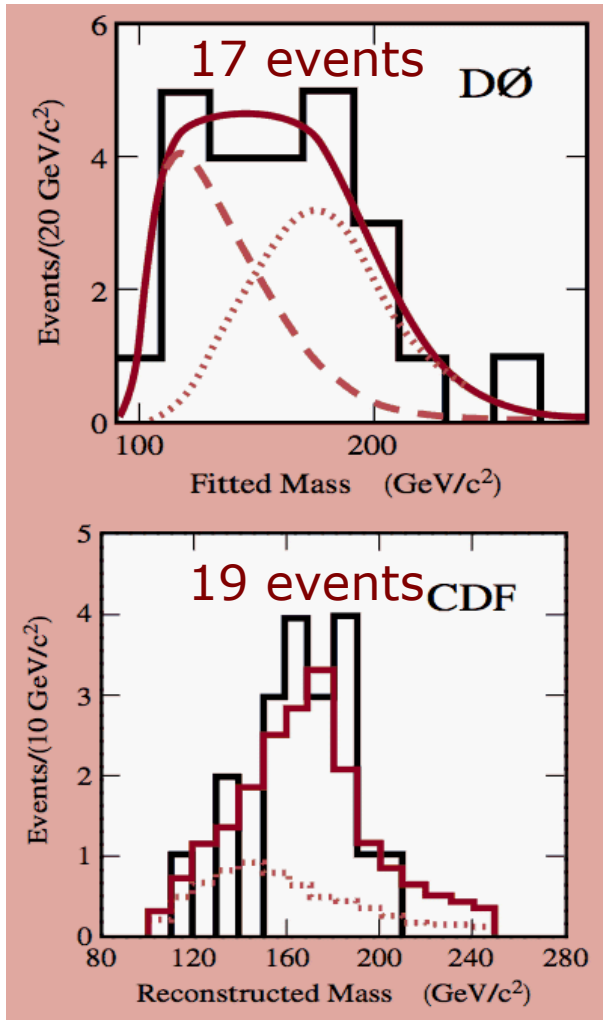 6
17 events
DØ
4
2
0
Events/(20 GeV/c²)
100
200
Fitted Mass (GeV/c²)
5
19 events
CDF
4
3
2
1
0
Events/(10 GeV/c²)
80
120
160
200
240
280
Reconstructed Mass (GeV/c²)